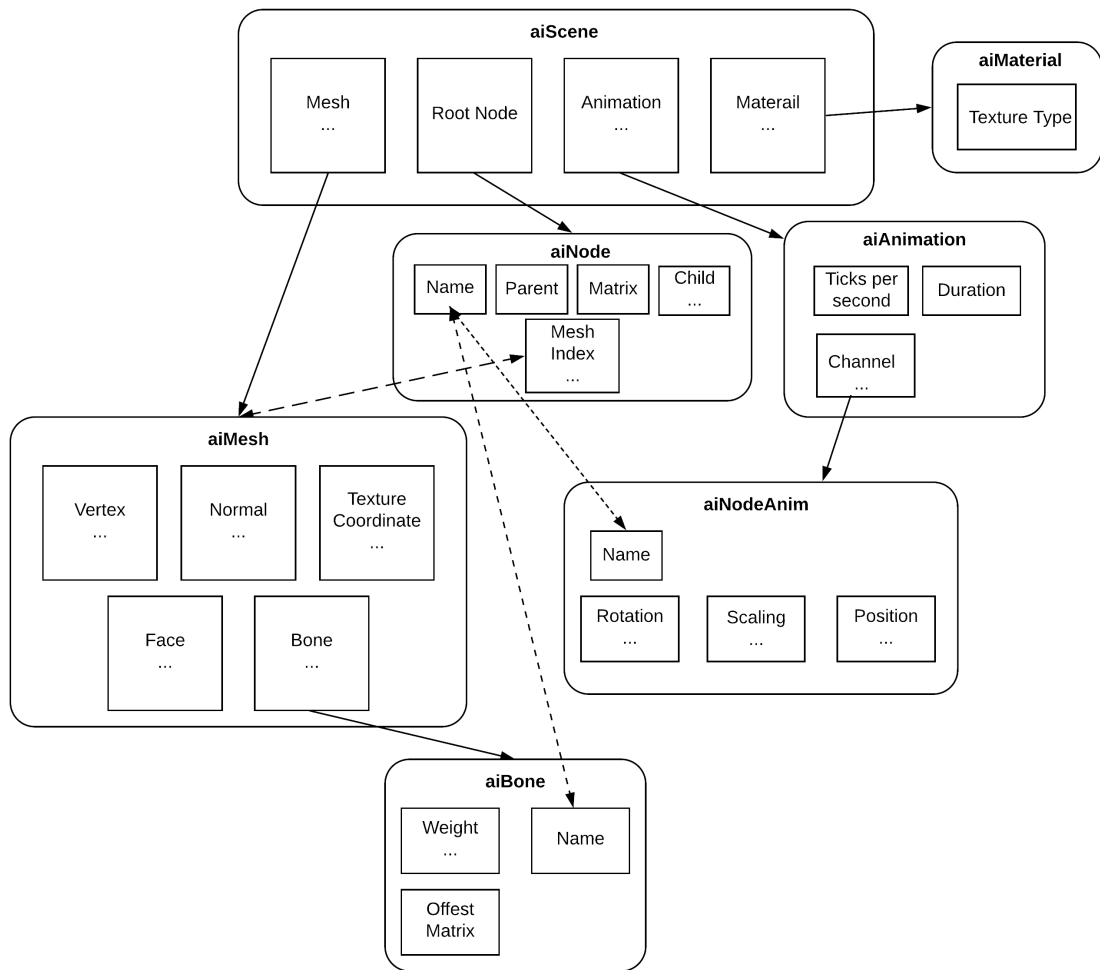 aiScene
Mesh
...
Root Node
Animation
...
Materail
...
aiMaterial
Texture Type
aiNode
Name
Parent
Matrix
Child
...
Mesh
Index
...
aiAnimation
Ticks per
second
Duration
Channel
...
aiMesh
Vertex
...
Normal
...
Texture
Coordinate
...
Face
...
Bone
...
aiNodeAnim
Name
Rotation
...
Scaling
...
Position
...
aiBone
Weight
...
Name
Offest
Matrix